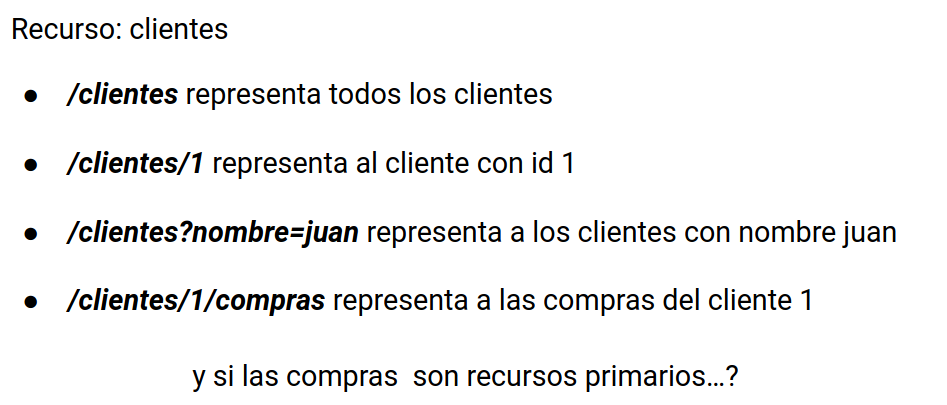 Recurso: clientes
● /clientes representa todos los clientes
● /clientes/1 representa al cliente con id 1
● /clientes?nombre=juan representa a los clientes con nombre juan
● /clientes/1/compras representa a las compras del cliente 1
y si las compras  son recursos primarios...?